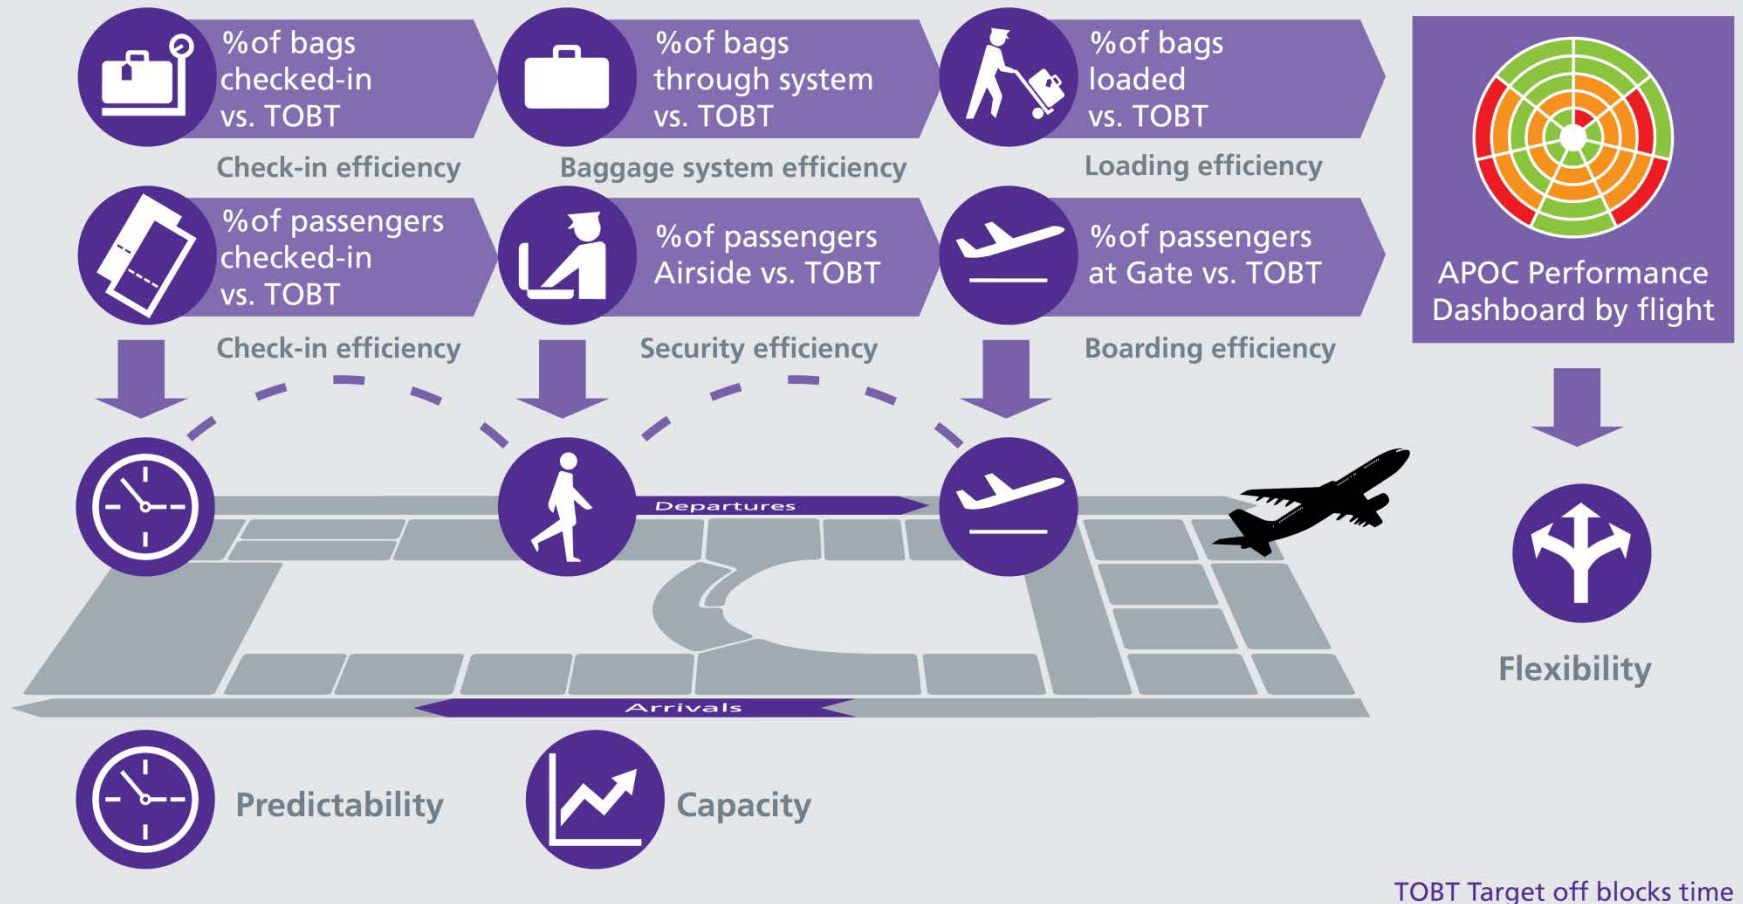 %of bags
checked-in
vs. TOBT
Check-in efficiency
%of bags
through system
vs. TOBT
Baggage system efficiency
%of bags
loaded
vs. TOBT
Loading efficiency
%of passengers
checked-in
vs. TOBT
Check-in efficiency
%of passengers
Airside vs. TOBT
Security efficiency
%of passengers
at Gate vs. TOBT
Boarding efficiency
APOC Performance
Dashboard by flight
Departures
Arrivals
Flexibility
Predictability
Capacity
TOBT Target off blocks time